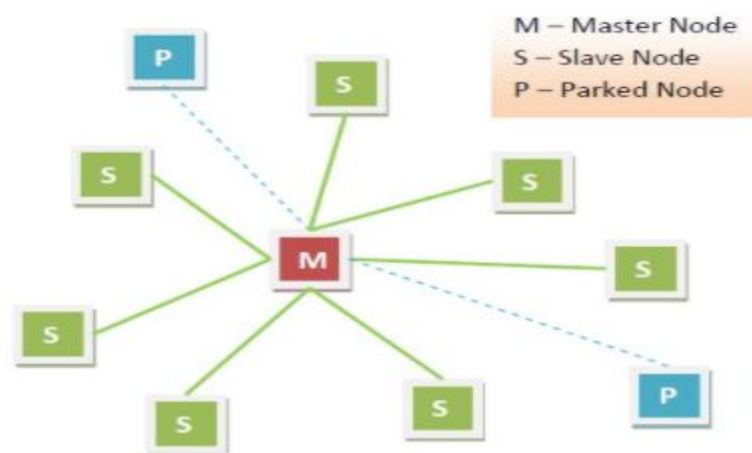 M – Master Node
S – Slave Node
P – Parked Node
P
S
S
S
M
S
S
P
S
S